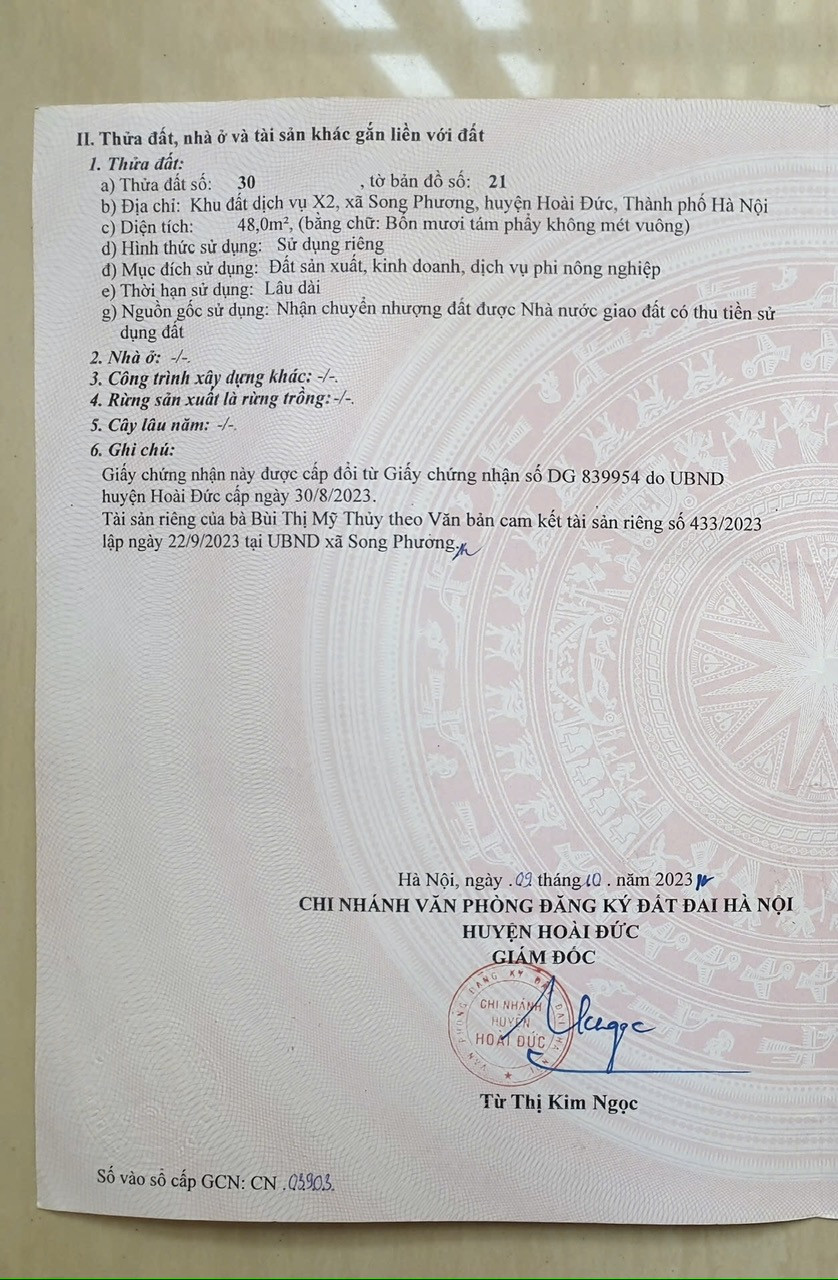 II. Thửa đất, nhà ở và tài sản khác gắn liền với đất
1. Thửa đất:
a) Thửa đất số: 30 , tờ bản đồ số: 21
b) Địa chỉ: Khu đất dịch vụ X2, xã Song Phương, huyện Hoài Đức, Thành phố Hà Nội
c) Diện tích: 48,0m², (bằng chữ: Bốn mươi tám phẩy không mét vuông)
d) Hình thức sử dụng: Sử dụng riêng
đ) Mục đích sử dụng: Đất sản xuất, kinh doanh, dịch vụ phi nông nghiệp
e) Thời hạn sử dụng: Lâu dài
g) Nguồn gốc sử dụng: Nhận chuyển nhượng đất được Nhà nước giao đất có thu tiền sử
dụng đất
2. Nhà ở: -/-.
3. Công trình xây dựng khác: -/-.
4. Rừng sản xuất là rừng trồng: -/-.
5. Cây lâu năm: -/-.
6. Ghi chú:
Giấy chứng nhận này được cấp đổi từ Giấy chứng nhận số DG 839954 do UBND
huyện Hoài Đức cấp ngày 30/8/2023.
Tài sản riêng của bà Bùi Thị Mỹ Thủy theo Văn bản cam kết tài sản riêng số 433/2023
lập ngày 22/9/2023 tại UBND xã Song Phương.
Hà Nội, ngày .09 tháng 10 . năm 2023
CHI NHÁNH VĂN PHÒNG ĐĂNG KÝ ĐẤT ĐAI HÀ NỘI
HUYỆN HOÀI ĐỨC
GIÁM ĐỐC
VĂN PHÒNG ĐĂNG KÝ ĐẤT ĐAI HÀ NỘI
CHI NHÁNH
HUYỆN
HOÀI ĐỨC
Từ Thị Kim Ngọc
Số vào sổ cấp GCN: CN .03903.